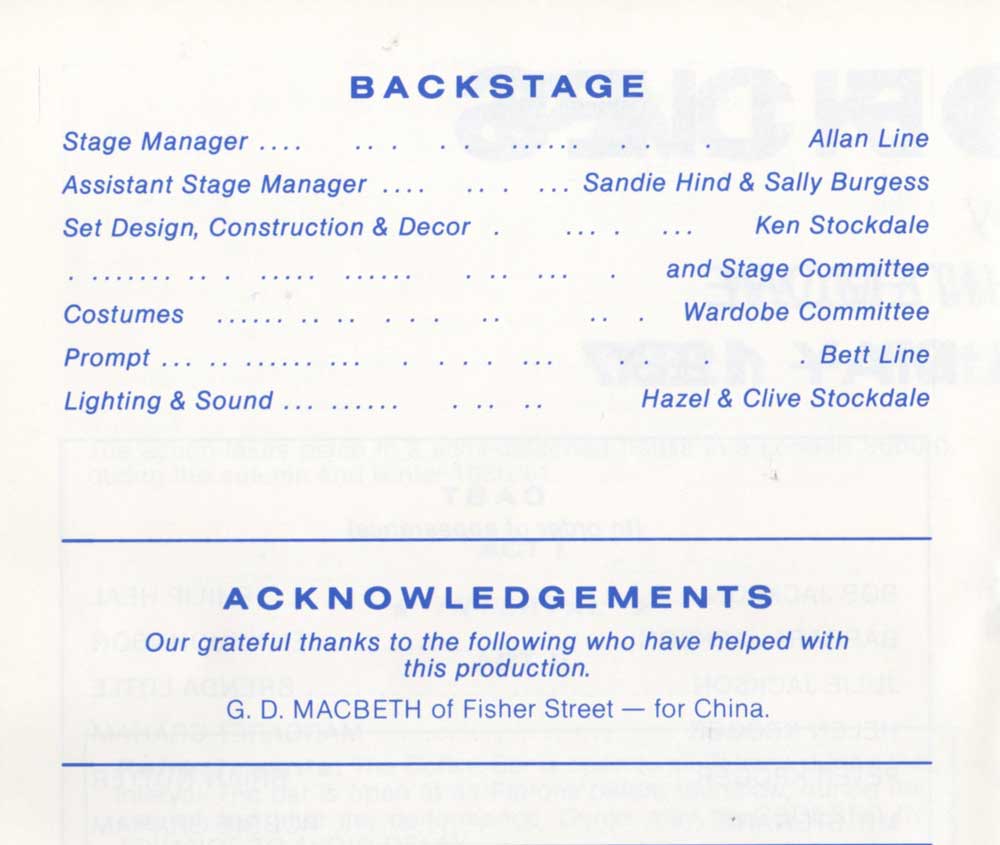 BACKSTAGE
Stage Manager .... .. . . . ..... . . . . Allan Line
Assistant Stage Manager .... .. . ... Sandie Hind & Sally Burgess
Set Design, Construction & Decor . ... . ... Ken Stockdale
. ....... .. . ..... ...... . .. ... . and Stage Committee
Costumes ...... .. .. . . . .. .. . Wardobe Committee
Prompt ... .. ....... ... . . . ... .. . . . Bett Line
Lighting & Sound ... ...... . .. .. Hazel & Clive Stockdale
ACKNOWLEDGEMENTS
Our grateful thanks to the following who have helped with
this production.
G. D. MACBETH of Fisher Street — for China.